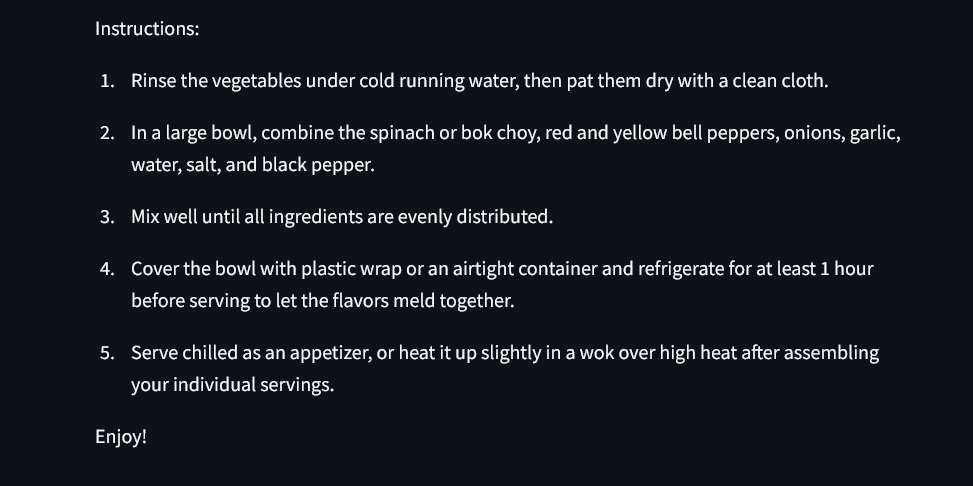 Instructions:
1. Rinse the vegetables under cold running water, then pat them dry with a clean cloth.
2. In a large bowl, combine the spinach or bok choy, red and yellow bell peppers, onions, garlic,
water, salt, and black pepper.
3. Mix well until all ingredients are evenly distributed.
4. Cover the bowl with plastic wrap or an airtight container and refrigerate for at least 1 hour
before serving to let the flavors meld together.
5. Serve chilled as an appetizer, or heat it up slightly in a wok over high heat after assembling
your individual servings.
Enjoy!